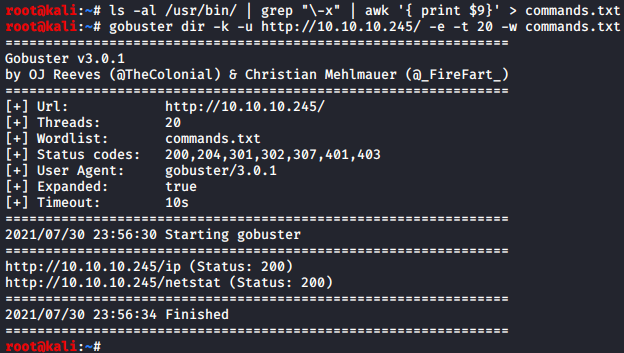 root@kali:~# ls -al /usr/bin/ | grep "\-x" | awk '{ print $9}' > commands.txt
root@kali:~# gobuster dir -k -u http://10.10.10.245/ -e -t 20 -w commands.txt
===============================================================
Gobuster v3.0.1
by OJ Reeves (@TheColonial) & Christian Mehlmauer (@_FireFart_)
===============================================================
[+] Url:            http://10.10.10.245/
[+] Threads:        20
[+] Wordlist:       commands.txt
[+] Status codes:   200,204,301,302,307,401,403
[+] User Agent:     gobuster/3.0.1
[+] Expanded:       true
[+] Timeout:        10s
===============================================================
2021/07/30 23:56:30 Starting gobuster
===============================================================
http://10.10.10.245/ip (Status: 200)
http://10.10.10.245/netstat (Status: 200)
===============================================================
2021/07/30 23:56:34 Finished
===============================================================
root@kali:~#